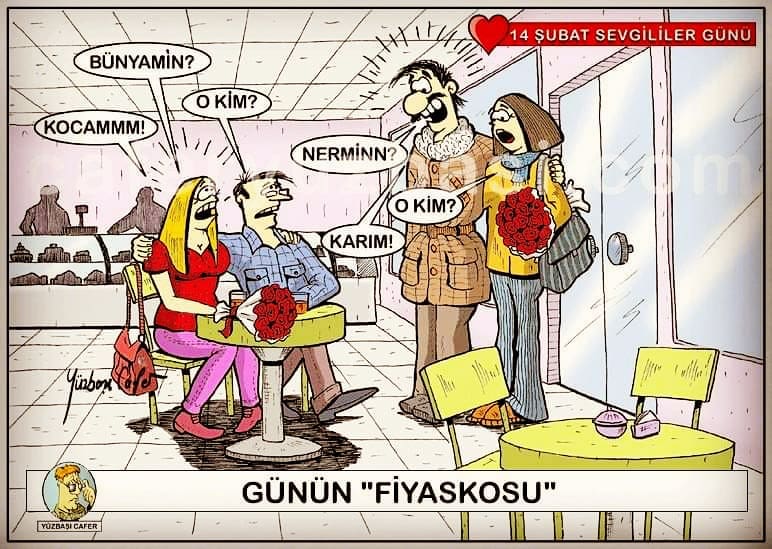 14 ŞUBAT SEVGİLİLER GÜNÜ
BÜNYAMİN?
O KİM?
KOCAMMM!
NERMİNN?
O KİM?
KARIM!
GÜNÜN "FİYASKOSU"
YÜZBAŞI CAFER